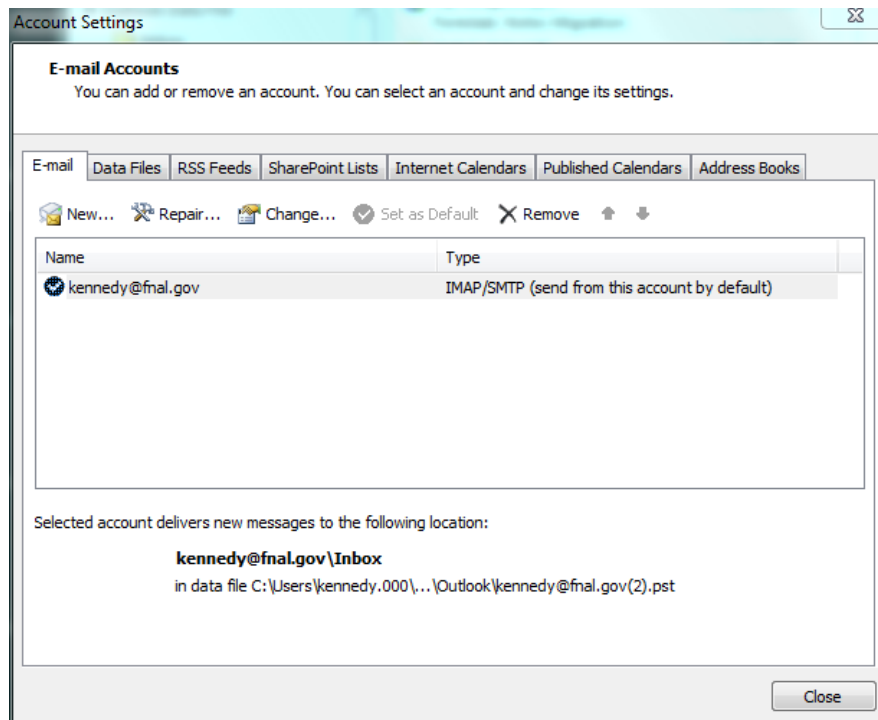 Account Settings
E-mail Accounts
You can add or remove an account. You can select an account and change its settings.
E-mail Data Files RSS Feeds SharePoint Lists Internet Calendars Published Calendars Address Books
New... Repair... Change... Set as Default Remove
Name Type
kennedy@fnal.gov IMAP/SMTP (send from this account by default)
Selected account delivers new messages to the following location:
kennedy@fnal.gov\Inbox
in data file C:\Users\kennedy.000\...\Outlook\kennedy@fnal.gov(2).pst
Close